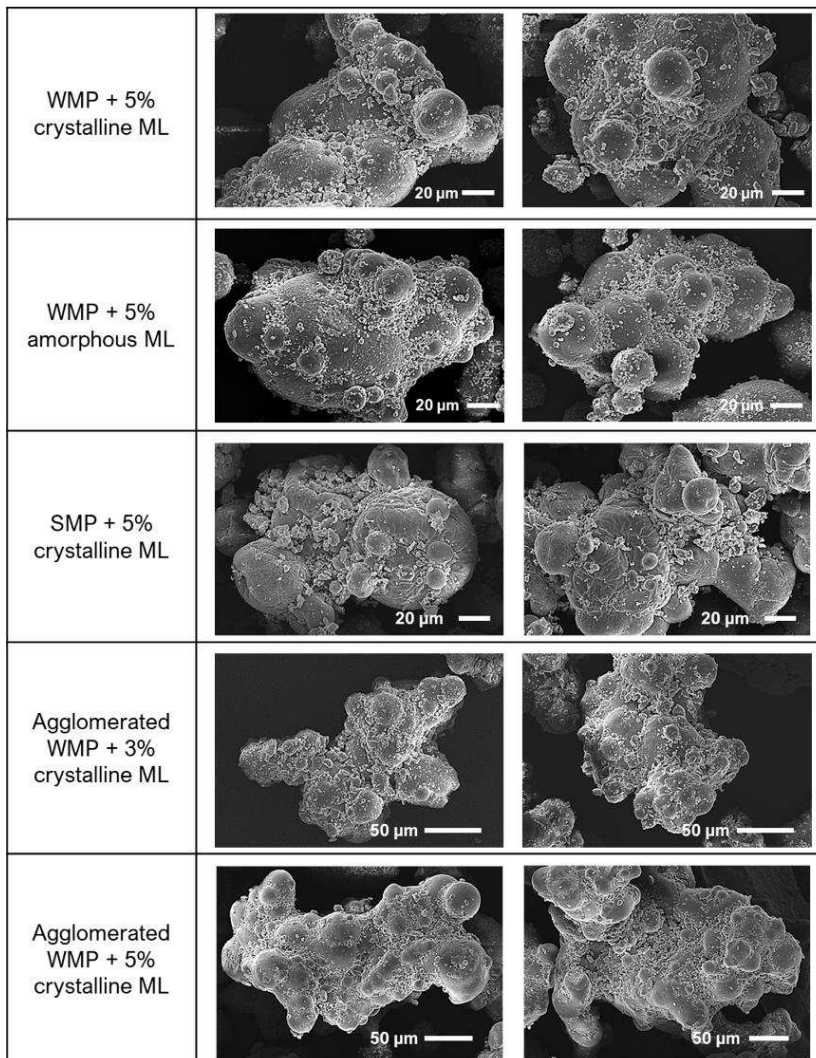 WMP + 5%
crystalline ML
20 µm
20 µm
WMP + 5%
amorphous ML
20 µm
20 µm
SMP + 5%
crystalline ML
20 µm
20 µm
Agglomerated
WMP + 3%
crystalline ML
50 µm
50 µm
Agglomerated
WMP + 5%
crystalline ML
50 µm
50 µm